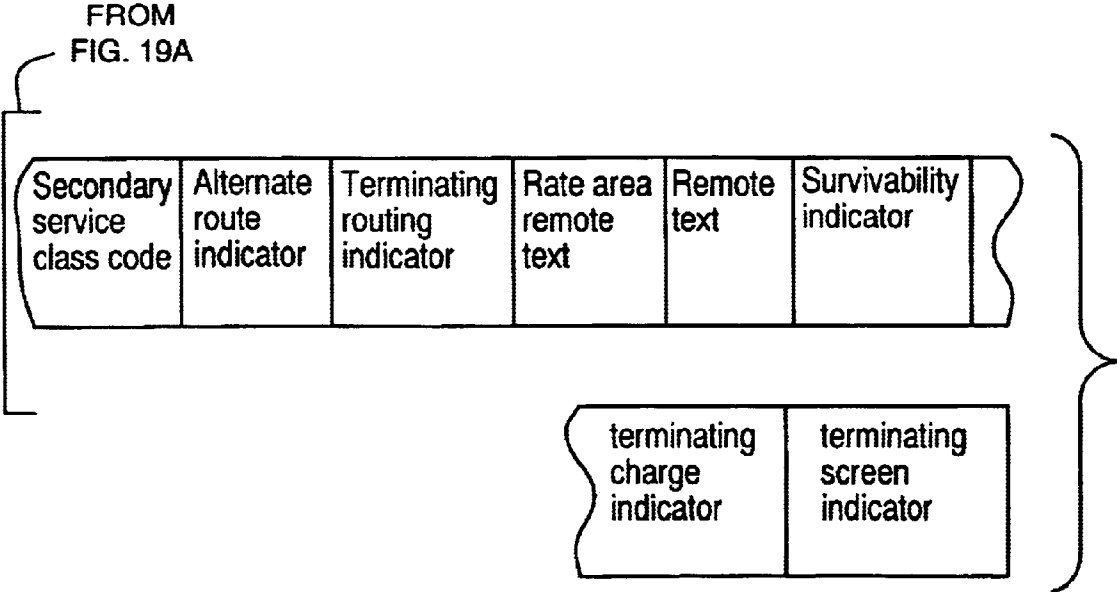 FROM
FIG. 19A
Secondary
service
class code
Alternate
route
indicator
Terminating
routing
indicator
Rate area
remote
text
Remote
text
Survivability
indicator
terminating
charge
indicator
terminating
screen
indicator